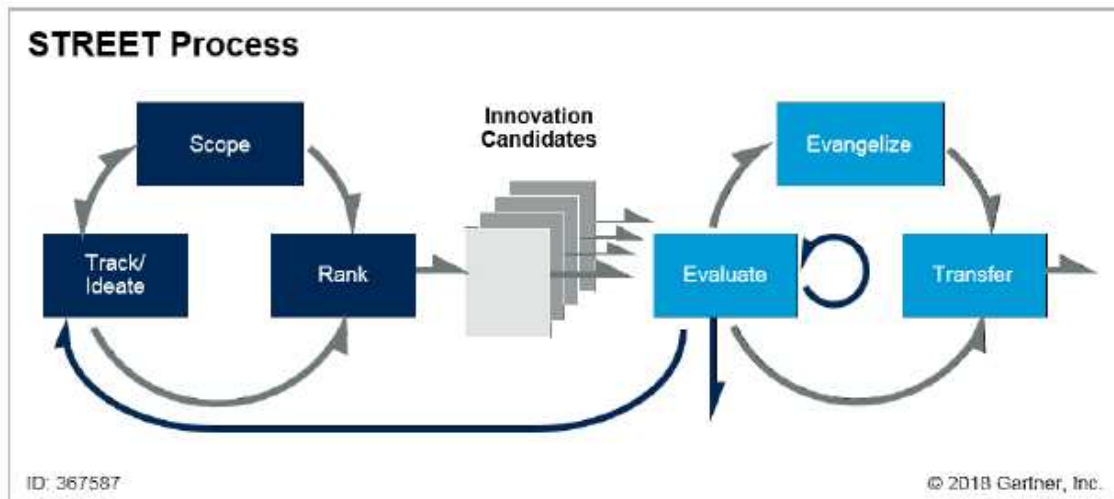 STREET Process
Innovation
Candidates
Scope
Evangelize
Track/
Ideate
Rank
Evaluate
Transfer
ID: 367587
© 2018 Gartner, Inc.